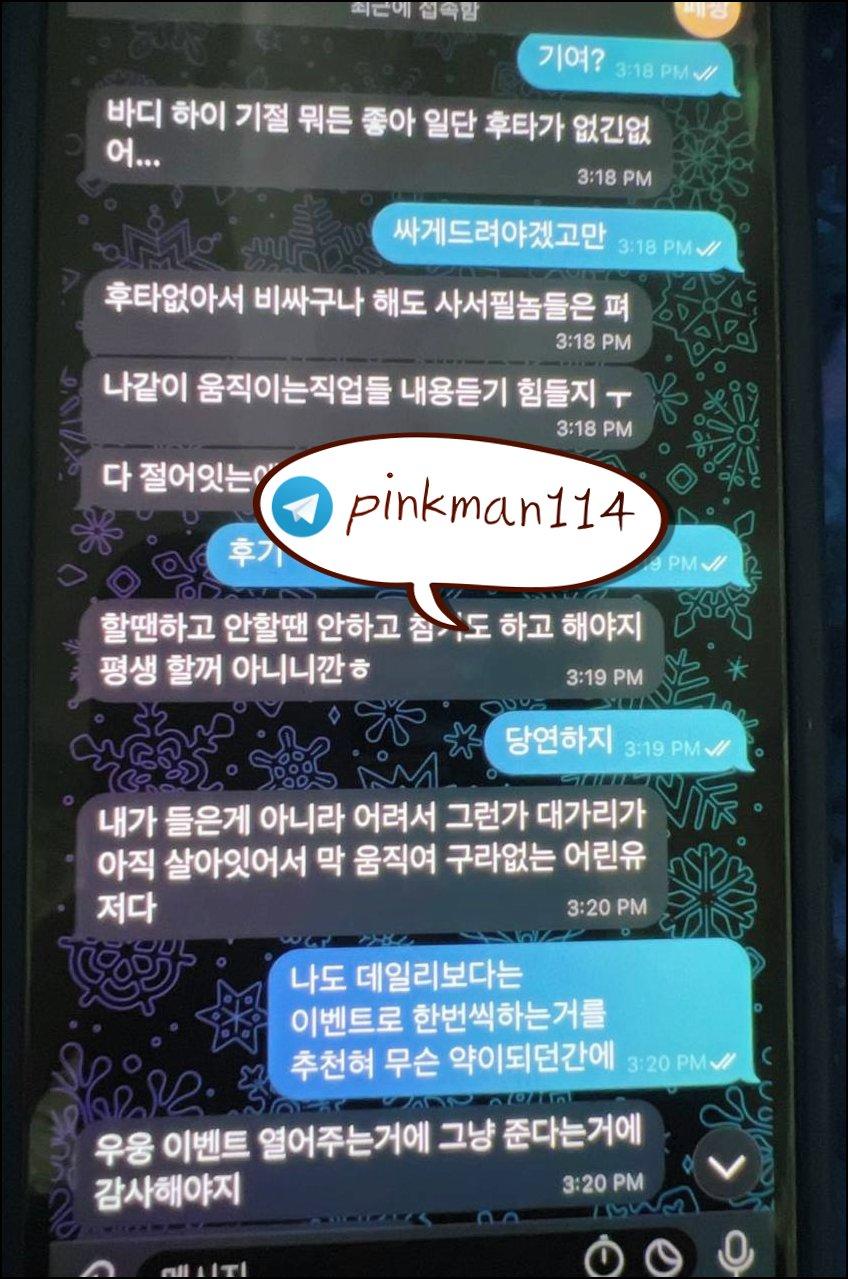 최근에 접속함
기여? 3:18 PM
바디 하이 기절 뭐든 좋아 일단 후타가 없긴없
어...
3:18 PM
싸게드려야겠고만 3:18 PM
후타없아서 비싸구나 해도 사서필놈들은 펴
3:18 PM
나같이 움직이는직업들 내용듣기 힘들지 ㅜ
3:18 PM
다 절어잇는
pinkman114
후기
9 PM
할땐하고 안할땐 안하고 도 하고 해야지
평생 할꺼 아니니깐ㅎ
3:19 PM
당연하지 3:19 PM
내가 들은게 아니라 어려서 그런가 대가리가
아직 살아잇어서 막 움직여 구라없는 어린유
저다
3:20 PM
나도 데일리보다는
이벤트로 한번씩하는거를
추천혀 무슨 약이되던간에 3:20 PM
우웅 이벤트 열어주는거에 그냥 준다는거에
감사해야지
3:20 PM
메시지